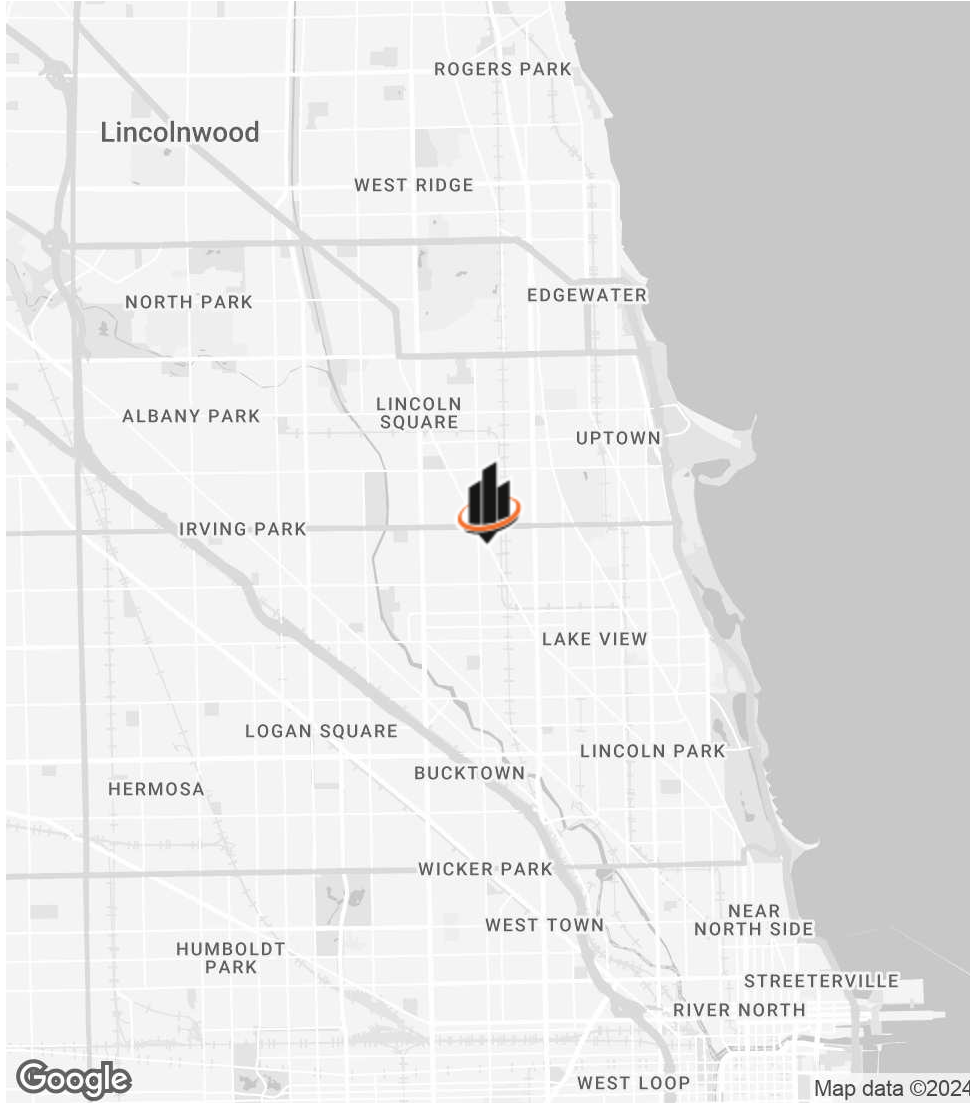 ROGERS PARK
Lincolnwood
WEST RIDGE
EDGEWATER
NORTH PARK
LINCOLN
SQUARE
ALBANY PARK
UPTOWN
IRVING PARK
LAKE VIEW
LOGAN SQUARE
LINCOLN PARK
BUCKTOWN
HERMOSA
WICKER PARK
NEAR
NORTH SIDE
WEST TOWN
HUMBOLDT
PARK
STREETERVILLE
RIVER NORTH
WEST LOOP
Google
Map data ©2024